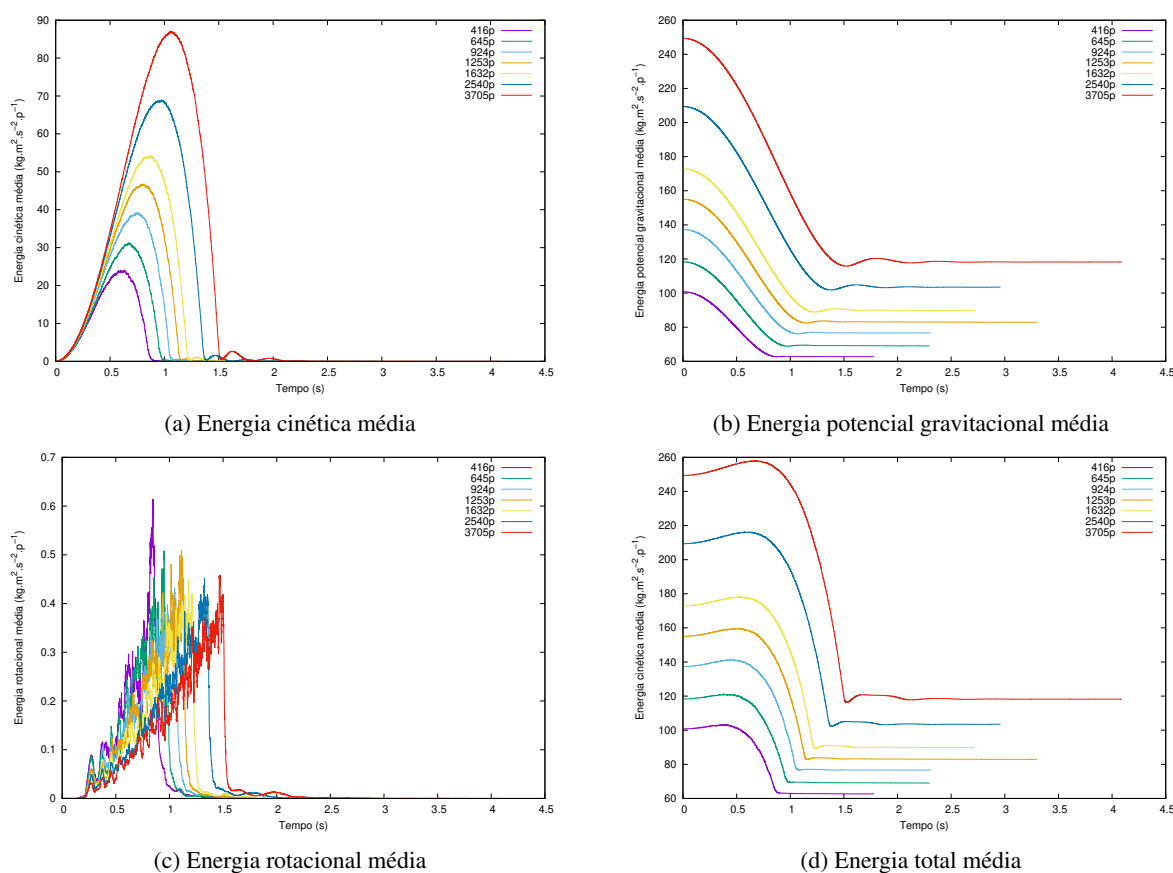 90
80
70
60
50
40
30
20
10
0
0 0.5 1 1.5 2 2.5 3 3.5 4 4.5
Energia cinética média (kg.m².s⁻².p⁻¹)
Tempo (s)
416p
645p
924p
1253p
1632p
2540p
3705p
(a) Energia cinética média
260
240
220
200
180
160
140
120
100
80
60
0 0.5 1 1.5 2 2.5 3 3.5 4 4.5
Energia potencial gravitacional média (kg.m².s⁻².p⁻¹)
Tempo (s)
416p
645p
924p
1253p
1632p
2540p
3705p
(b) Energia potencial gravitacional média
0.7
0.6
0.5
0.4
0.3
0.2
0.1
0
0 0.5 1 1.5 2 2.5 3 3.5 4 4.5
Energia rotacional média (kg.m².s⁻².p⁻¹)
Tempo (s)
416p
645p
924p
1253p
1632p
2540p
3705p
(c) Energia rotacional média
260
240
220
200
180
160
140
120
100
80
60
0 0.5 1 1.5 2 2.5 3 3.5 4 4.5
Energia cinética média (kg.m².s⁻².p⁻¹)
Tempo (s)
416p
645p
924p
1253p
1632p
2540p
3705p
(d) Energia total média